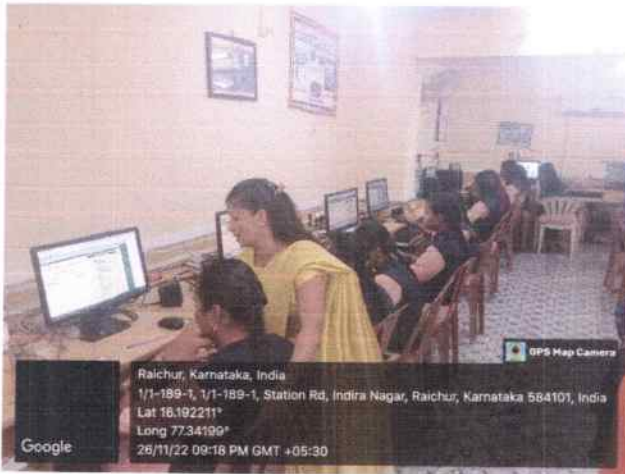 GPS Map Camera
Raichur, Karnataka, India
1/1-189-1, 1/1-189-1, Station Rd, Indira Nagar, Raichur, Karnataka 584101, India
Lat 16.192211°
Long 77.34199°
26/11/22 09:18 PM GMT +05:30
Google